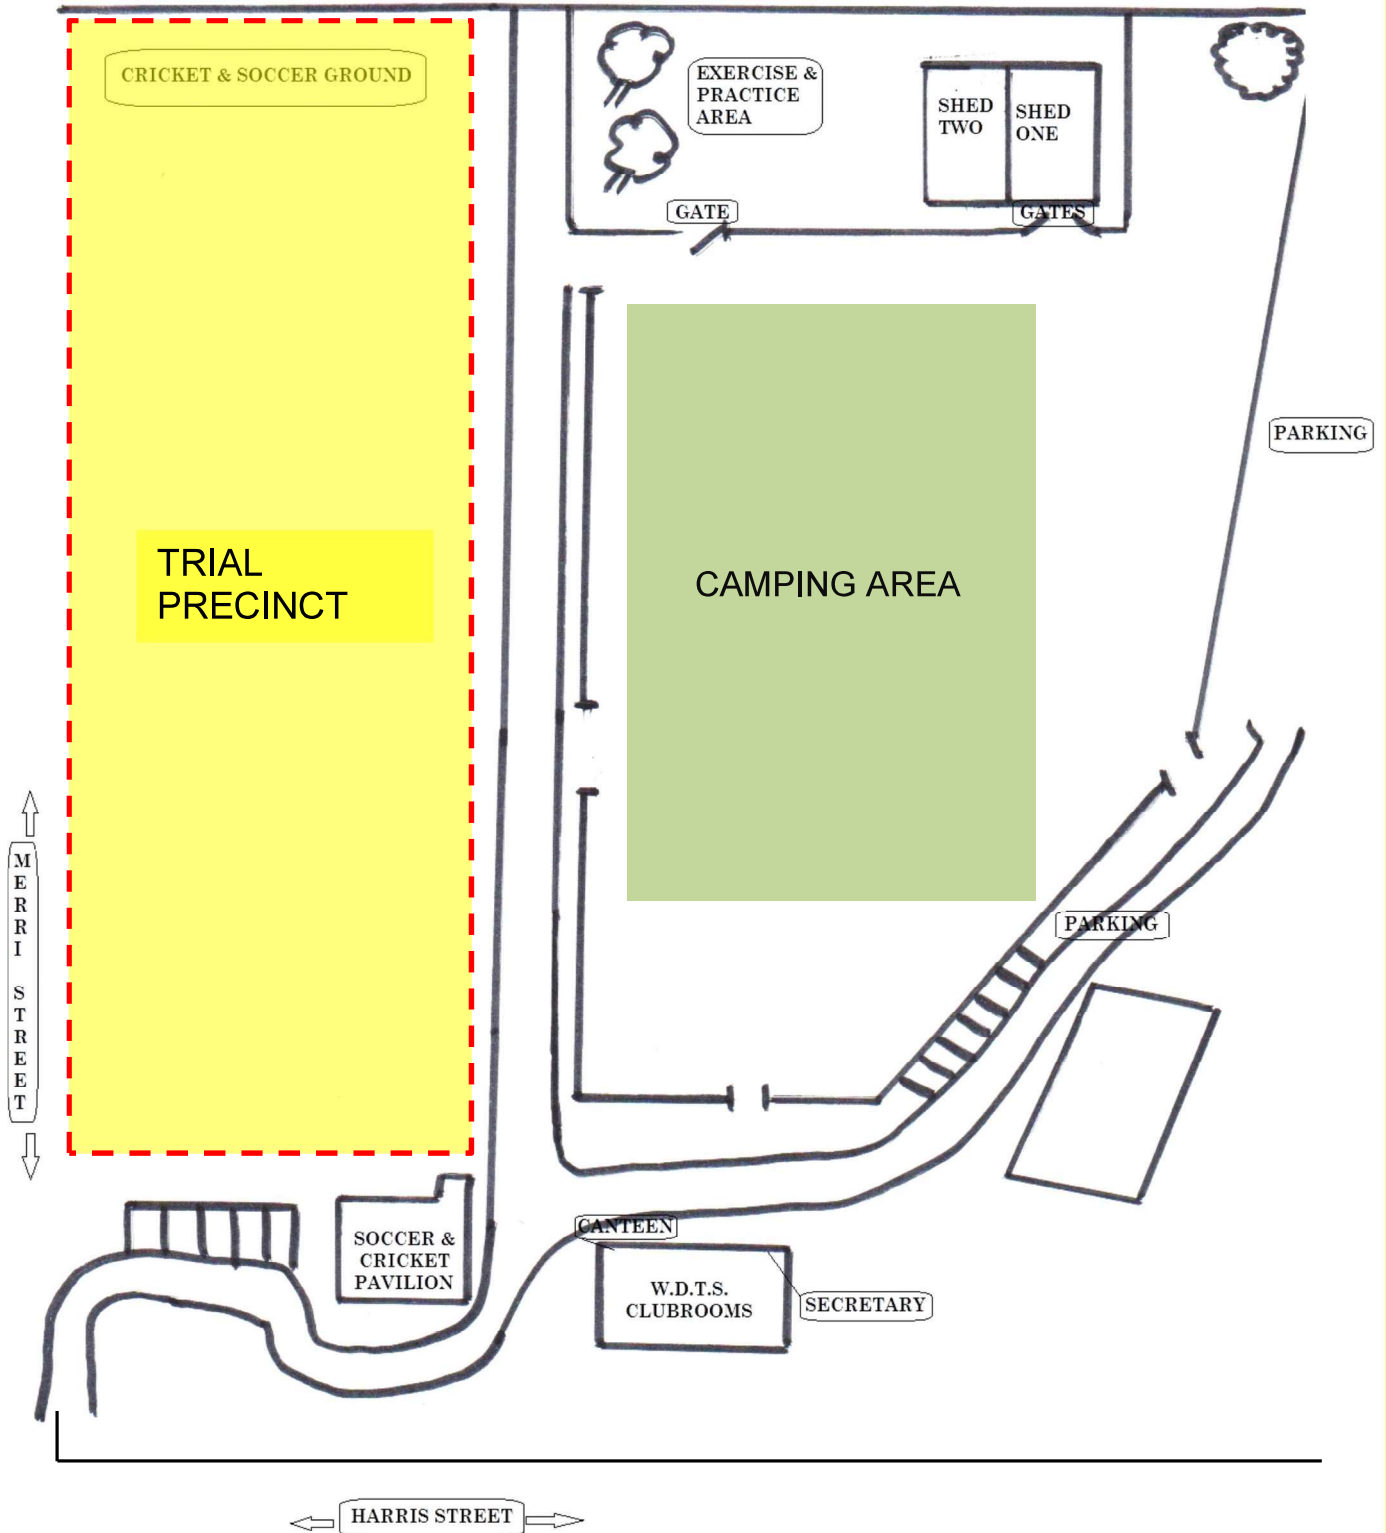 CRICKET & SOCCER GROUND
EXERCISE &
PRACTICE
AREA
SHED
TWO
SHED
ONE
GATE
GATES
PARKING
TRIAL
PRECINCT
CAMPING AREA
MERRI STREET
PARKING
SOCCER &
CRICKET
PAVILION
CANTEEN
W.D.T.S.
CLUBROOMS
SECRETARY
HARRIS STREET